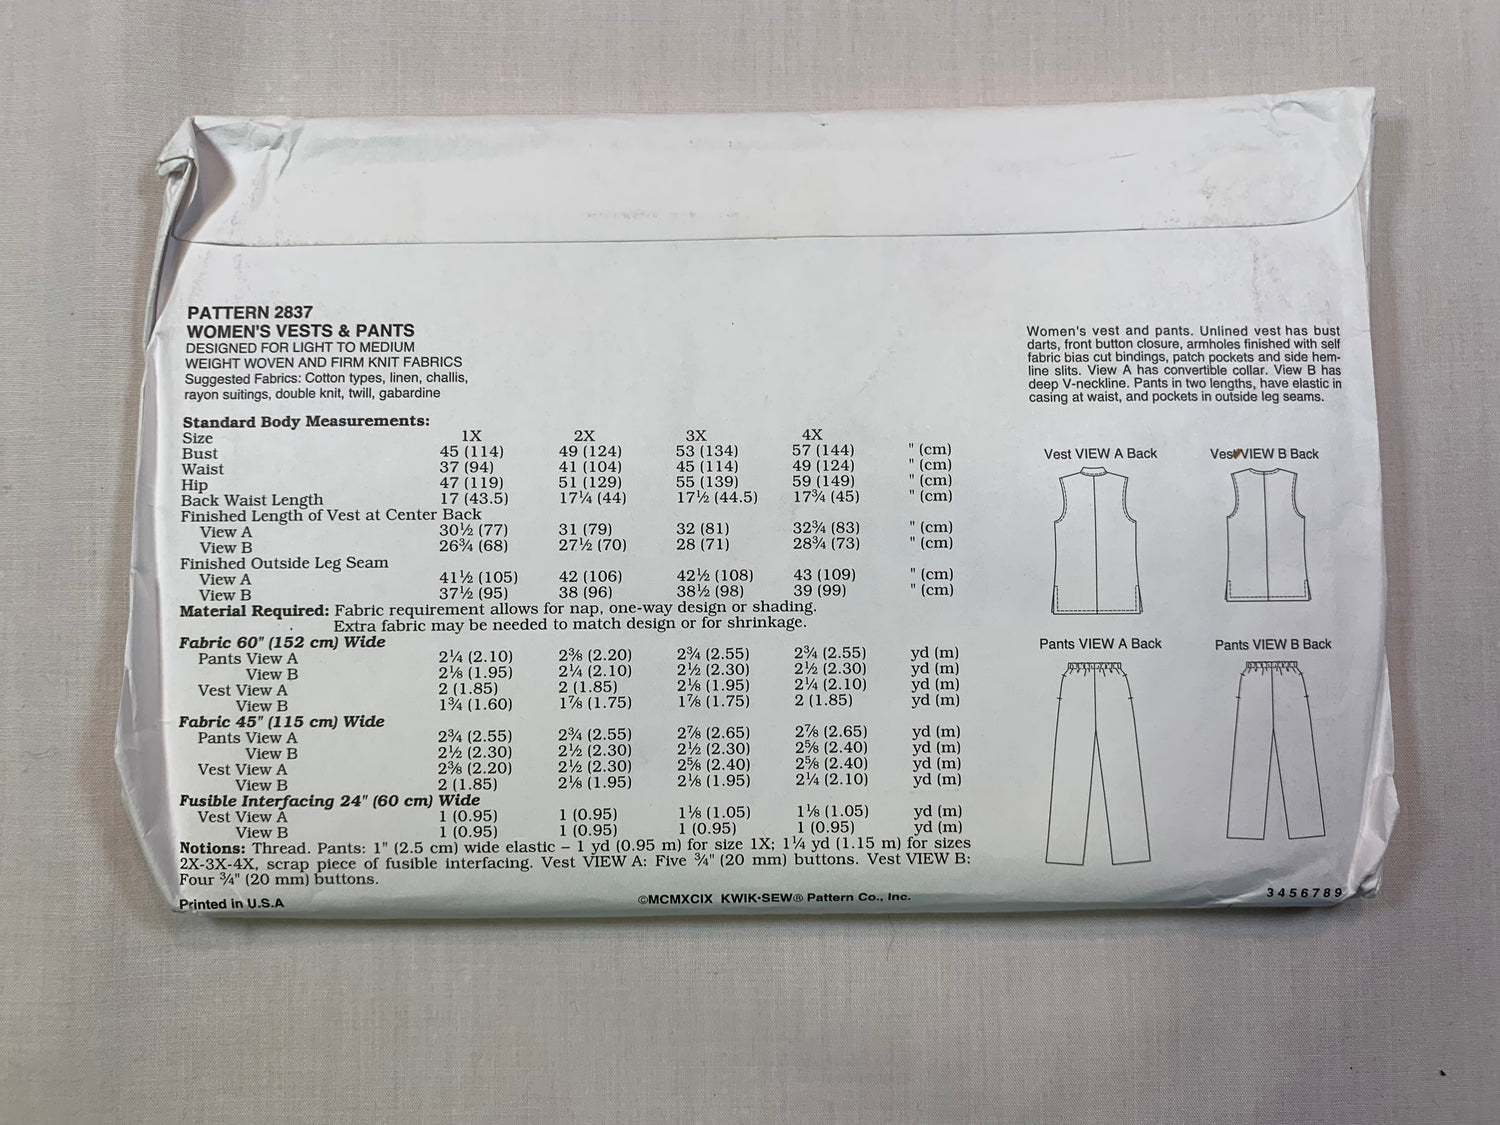 PATTERN 2837
WOMEN'S VESTS & PANTS
DESIGNED FOR LIGHT TO MEDIUM
WEIGHT WOVEN AND FIRM KNIT FABRICS
Suggested Fabrics: Cotton types, linen, challis,
rayon suitings, double knit, twill, gabardine
Standard Body Measurements:
Size 1X 2X 3X 4X
Bust 45 (114) 49 (124) 53 (134) 57 (144) " (cm)
Waist 37 (94) 41 (104) 45 (114) 49 (124) " (cm)
Hip 47 (119) 51 (129) 55 (139) 59 (149) " (cm)
Back Waist Length 17 (43.5) 17¼ (44) 17½ (44.5) 17¾ (45) " (cm)
Finished Length of Vest at Center Back
View A 30½ (77) 31 (79) 32 (81) 32¾ (83) " (cm)
View B 26¾ (68) 27½ (70) 28 (71) 28¾ (73) " (cm)
Finished Outside Leg Seam
View A 41½ (105) 42 (106) 42½ (108) 43 (109) " (cm)
View B 37½ (95) 38 (96) 38½ (98) 39 (99) " (cm)
Material Required: Fabric requirement allows for nap, one-way design or shading.
Extra fabric may be needed to match design or for shrinkage.
Fabric 60" (152 cm) Wide
Pants View A 2¼ (2.10) 2⅜ (2.20) 2¾ (2.55) 2¾ (2.55) yd (m)
View B 2⅛ (1.95) 2¼ (2.10) 2½ (2.30) 2½ (2.30) yd (m)
Vest View A 2 (1.85) 2 (1.85) 2⅛ (1.95) 2¼ (2.10) yd (m)
View B 1¾ (1.60) 1⅞ (1.75) 1⅞ (1.75) 2 (1.85) yd (m)
Fabric 45" (115 cm) Wide
Pants View A 2¾ (2.55) 2¾ (2.55) 2⅞ (2.65) 2⅞ (2.65) yd (m)
View B 2½ (2.30) 2½ (2.30) 2½ (2.30) 2⅝ (2.40) yd (m)
Vest View A 2⅜ (2.20) 2½ (2.30) 2⅝ (2.40) 2⅝ (2.40) yd (m)
View B 2 (1.85) 2⅛ (1.95) 2⅛ (1.95) 2¼ (2.10) yd (m)
Fusible Interfacing 24" (60 cm) Wide
Vest View A 1 (0.95) 1 (0.95) 1⅛ (1.05) 1⅛ (1.05) yd (m)
View B 1 (0.95) 1 (0.95) 1 (0.95) 1 (0.95) yd (m)
Notions: Thread. Pants: 1" (2.5 cm) wide elastic – 1 yd (0.95 m) for size 1X; 1¼ yd (1.15 m) for sizes
2X-3X-4X, scrap piece of fusible interfacing. Vest VIEW A: Five ¾" (20 mm) buttons. Vest VIEW B:
Four ¾" (20 mm) buttons.
Printed in U.S.A
©MCMXCIX KWIK•SEW® Pattern Co., Inc.
Women's vest and pants. Unlined vest has bust
darts, front button closure, armholes finished with self
fabric bias cut bindings, patch pockets and side hem-
line slits. View A has convertible collar. View B has
deep V-neckline. Pants in two lengths, have elastic in
casing at waist, and pockets in outside leg seams.
Vest VIEW A Back
Vest VIEW B Back
Pants VIEW A Back
Pants VIEW B Back
3 4 5 6 7 8 9